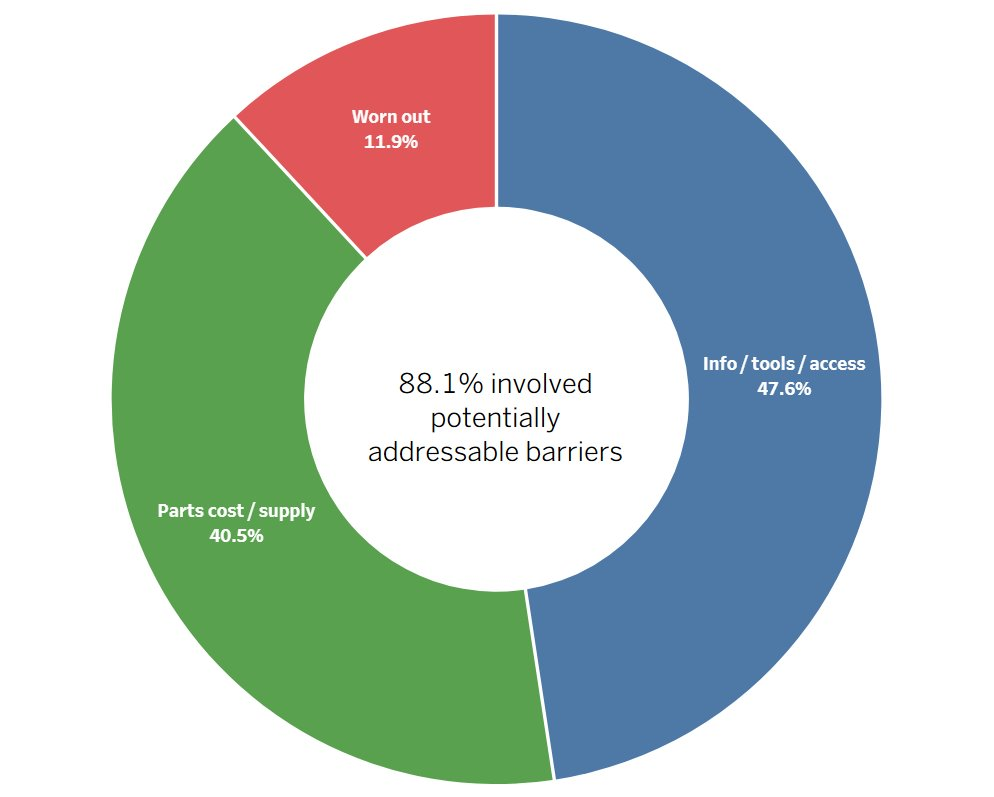 Worn out
11.9%
Info / tools / access
47.6%
88.1% involved
potentially
addressable barriers
Parts cost / supply
40.5%